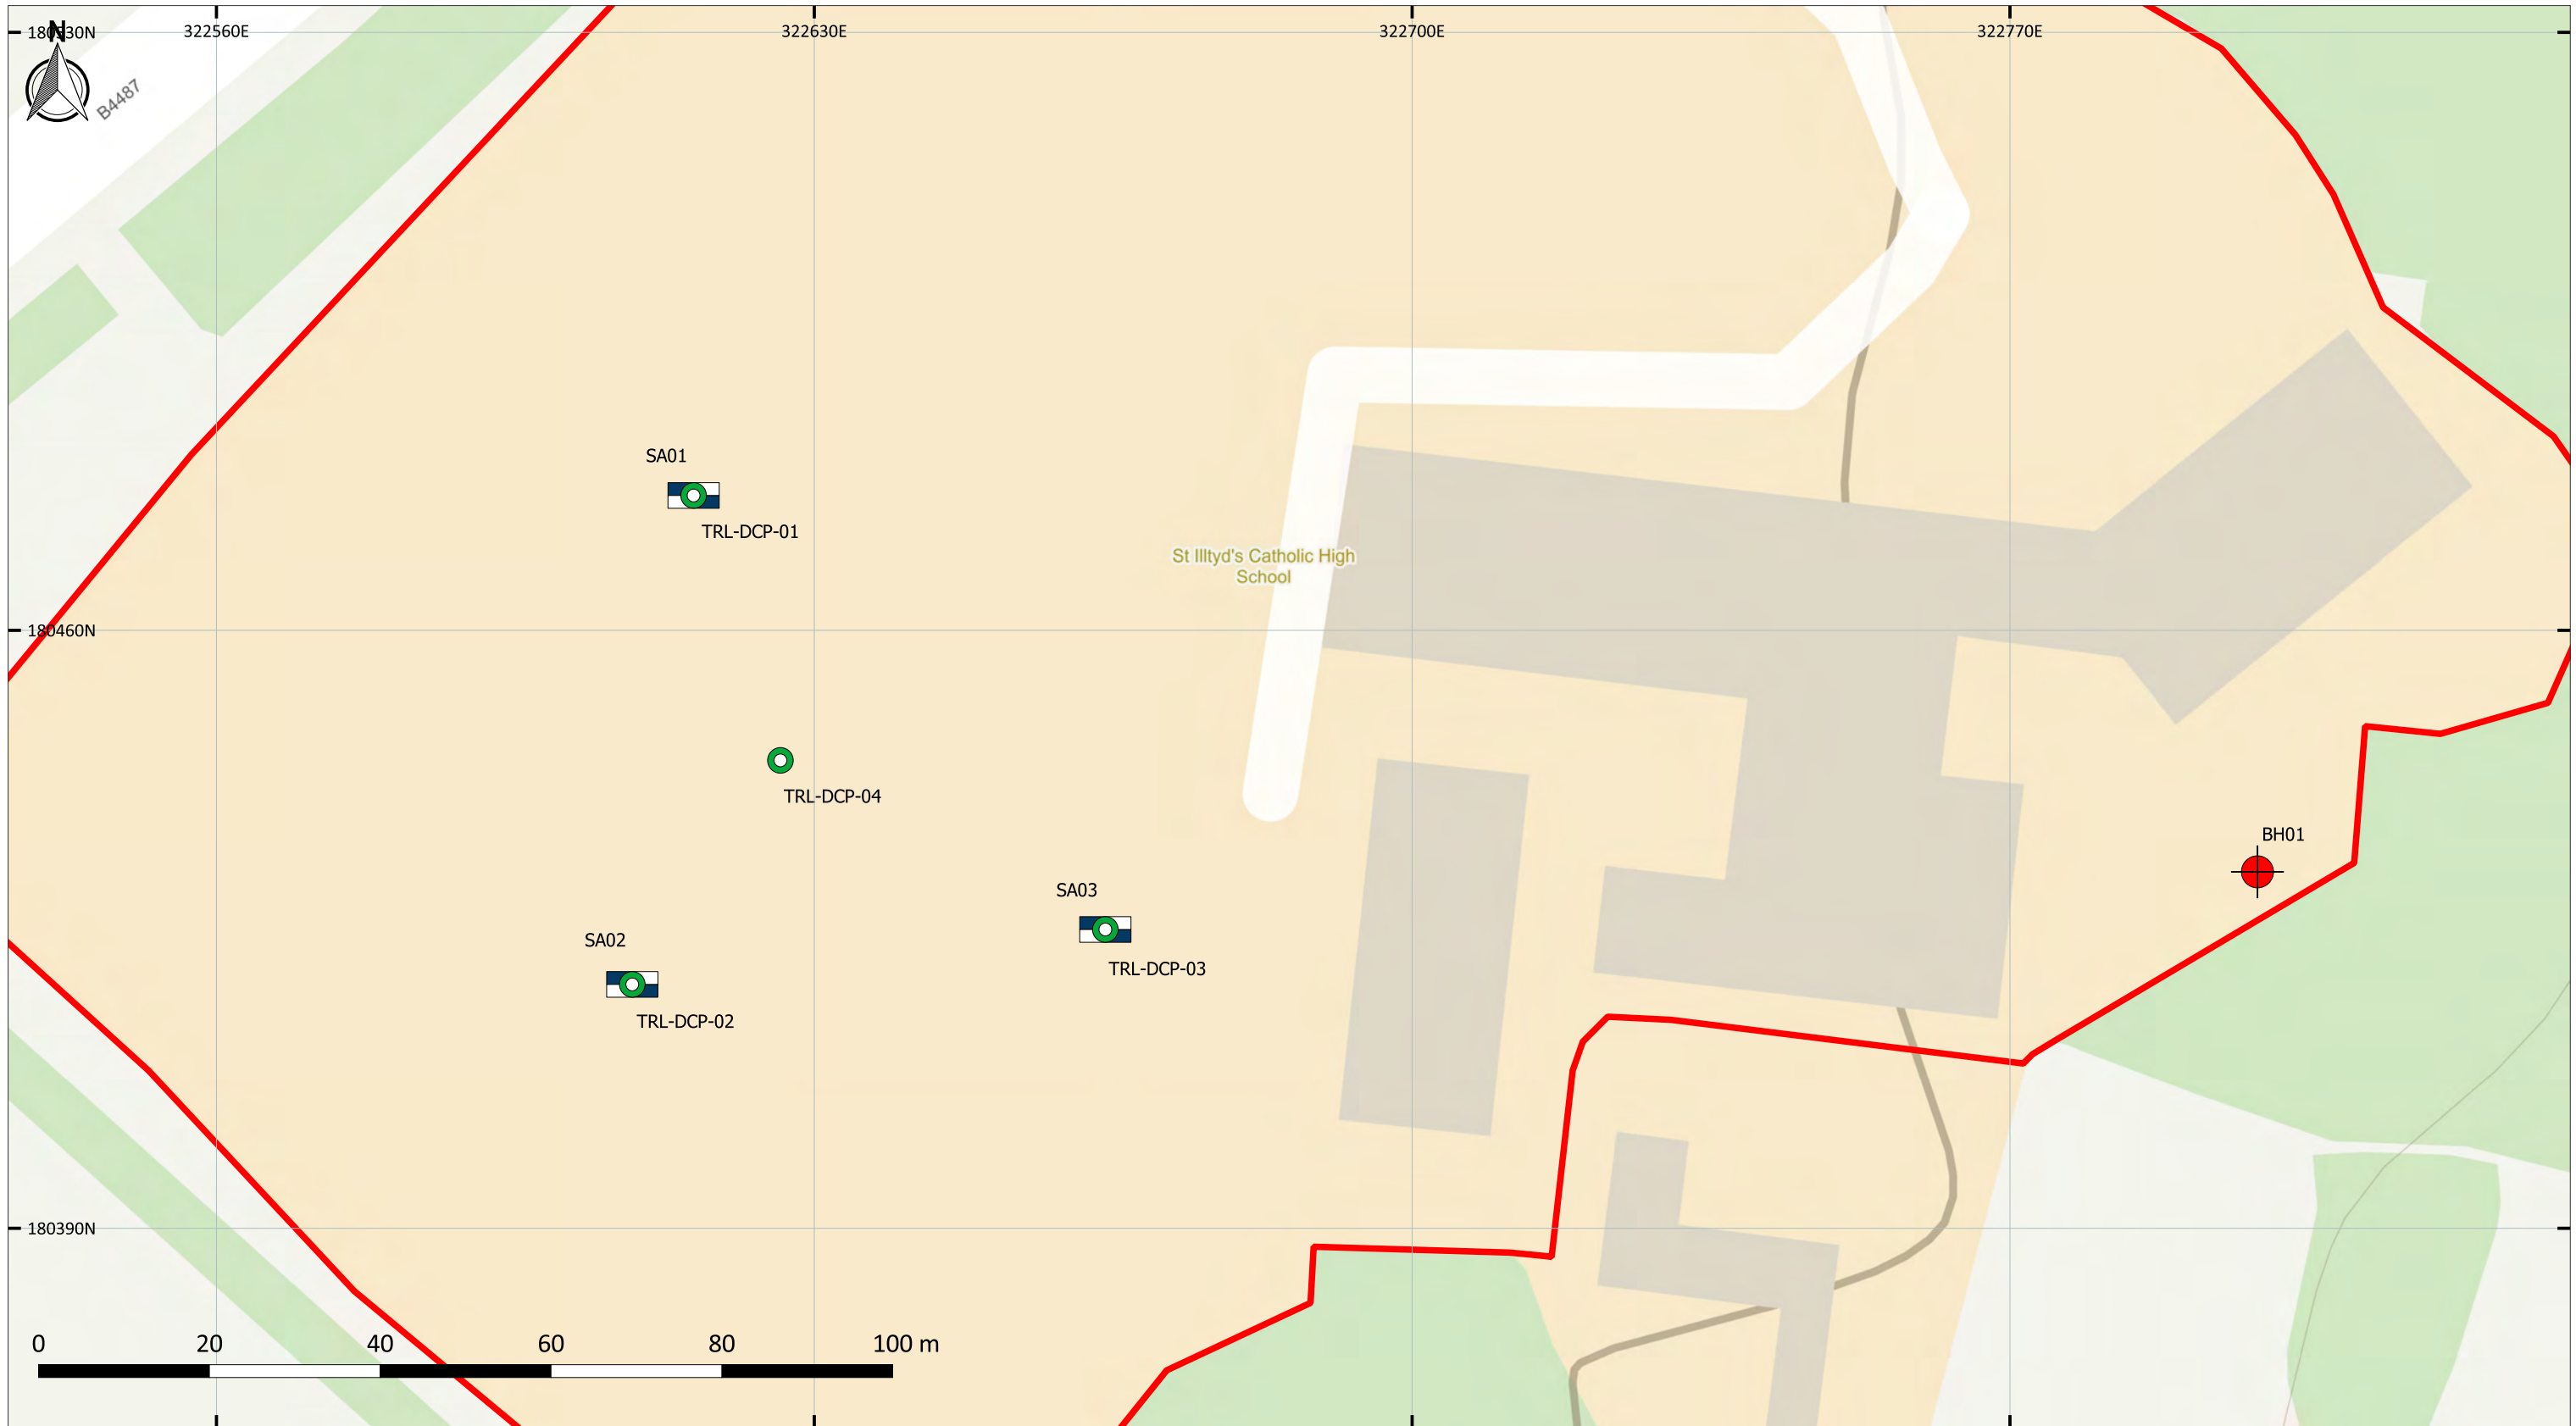 N
180530N
322560E
322630E
322700E
322770E
B4487
SA01
TRL-DCP-01
St Illtyd's Catholic High
School
180460N
TRL-DCP-04
BH01
SA03
TRL-DCP-03
SA02
TRL-DCP-02
180390N
0 20 40 60 80 100 m